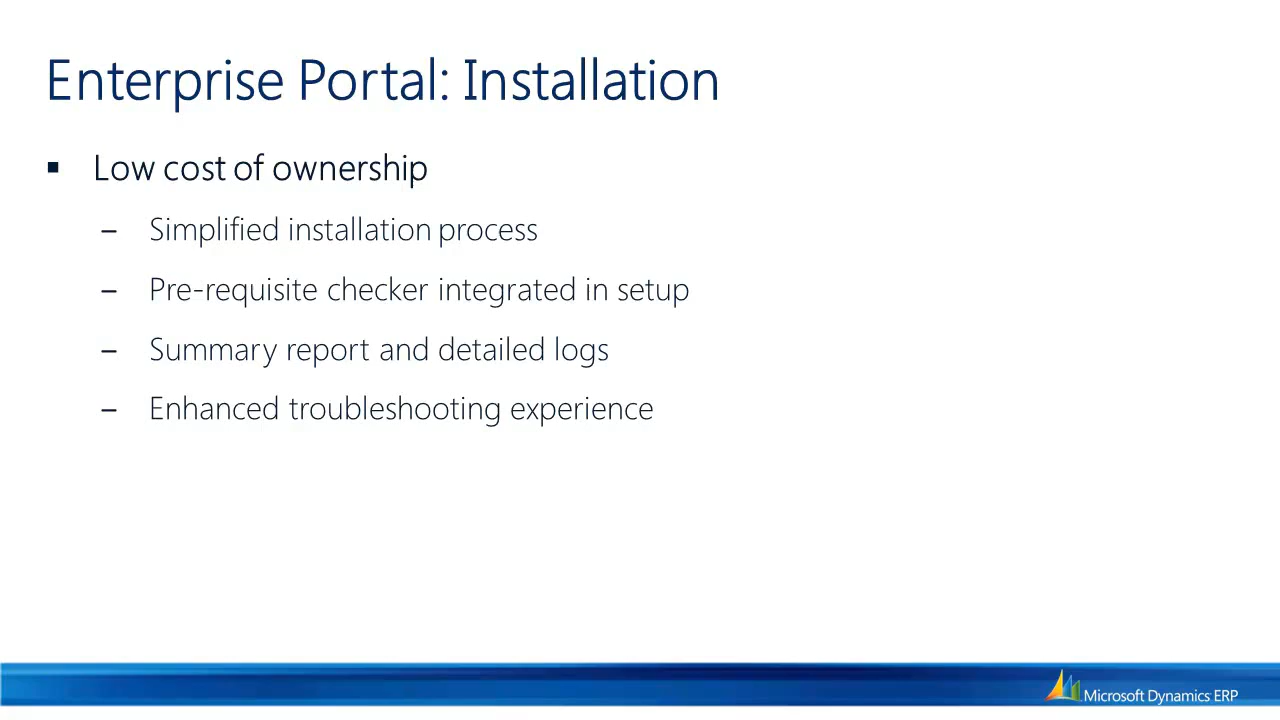 Enterprise Portal: Installation
▪ Low cost of ownership
– Simplified installation process
– Pre-requisite checker integrated in setup
– Summary report and detailed logs
– Enhanced troubleshooting experience
Microsoft Dynamics ERP